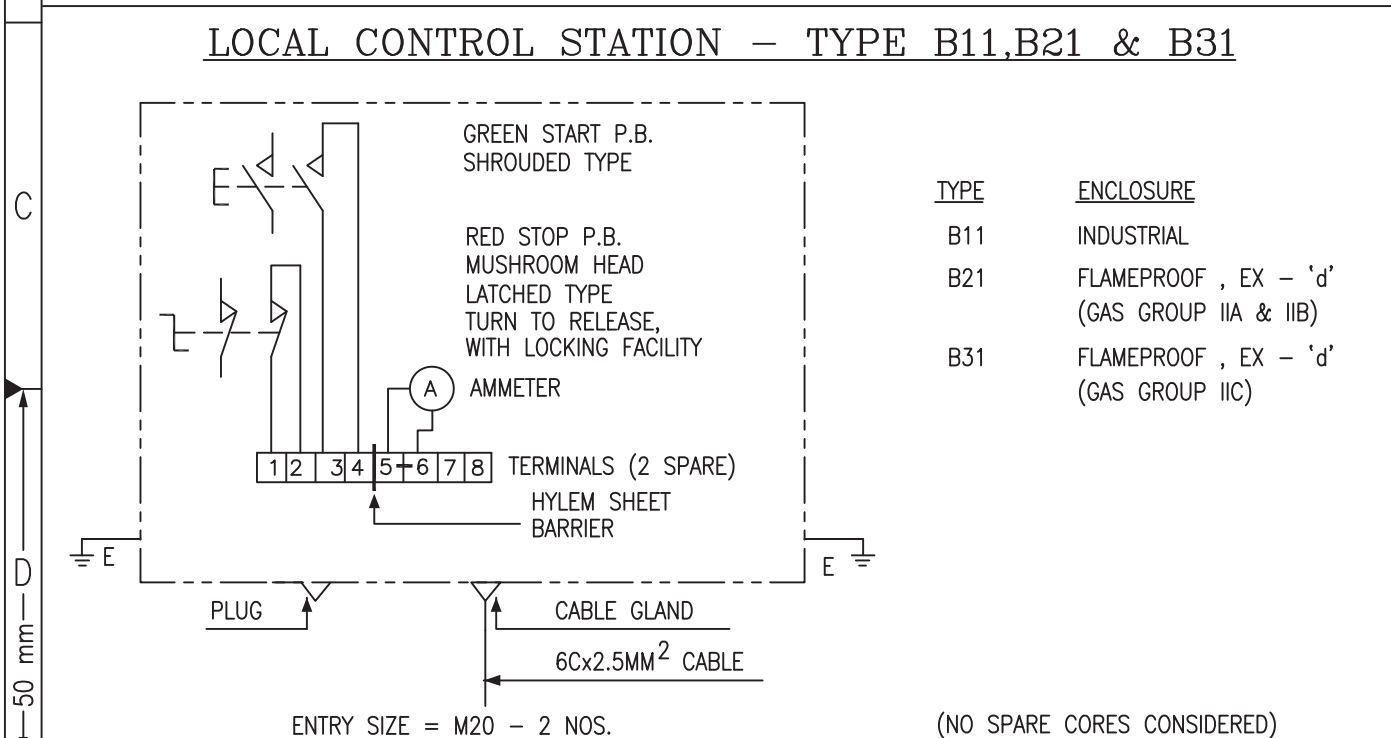 LOCAL CONTROL STATION – TYPE B11,B21 & B31
GREEN START P.B.
SHROUDED TYPE
RED STOP P.B.
MUSHROOM HEAD
LATCHED TYPE
TURN TO RELEASE,
WITH LOCKING FACILITY
A AMMETER
1 2 3 4 5 6 7 8 TERMINALS (2 SPARE)
HYLEM SHEET
BARRIER
E
E
PLUG
CABLE GLAND
6Cx2.5MM² CABLE
ENTRY SIZE = M20 – 2 NOS.
TYPE ENCLOSURE
B11 INDUSTRIAL
B21 FLAMEPROOF , EX – 'd'
(GAS GROUP IIA & IIB)
B31 FLAMEPROOF , EX – 'd'
(GAS GROUP IIC)
(NO SPARE CORES CONSIDERED)
C
D
50 mm